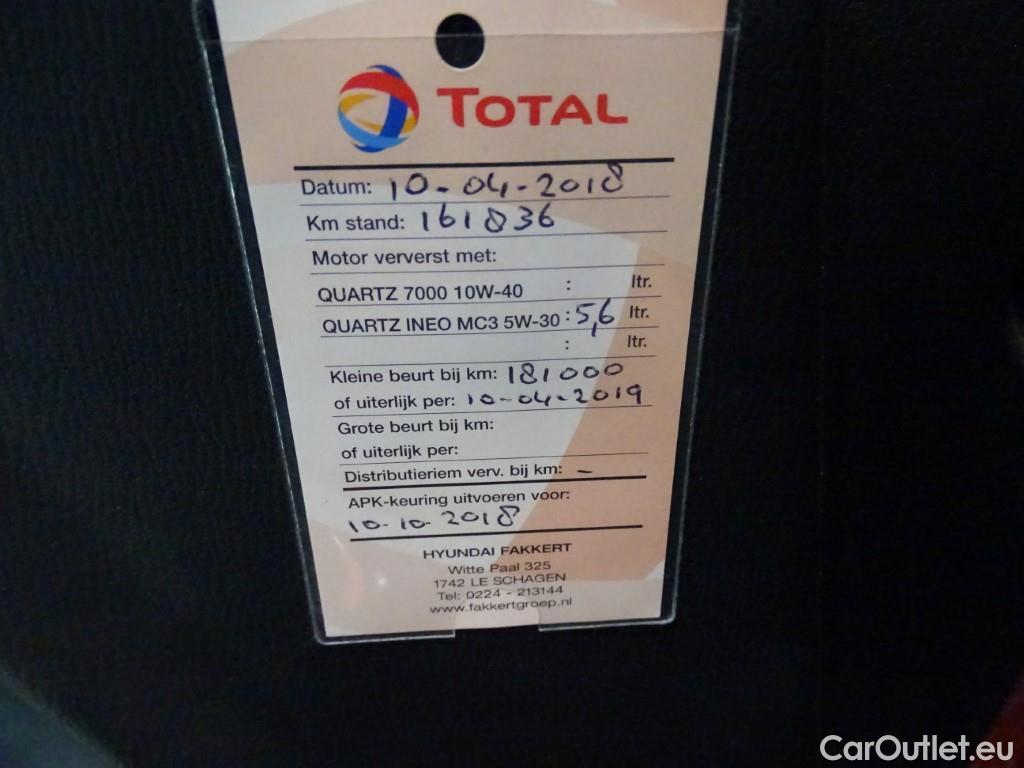 TOTAL
Datum: 10-04-2018
Km stand: 161836
Motor ververst met:
QUARTZ 7000 10W-40 : ltr.
QUARTZ INEO MC3 5W-30 : 5,6 ltr.
: ltr.
Kleine beurt bij km: 181000
of uiterlijk per: 10-04-2019
Grote beurt bij km:
of uiterlijk per:
Distributieriem verv. bij km: -
APK-keuring uitvoeren voor:
10-10-2018
HYUNDAI FAKKERT
Witte Paal 325
1742 LE SCHAGEN
Tel: 0224 - 213144
www.fakkertgroep.nl
CarOutlet.eu